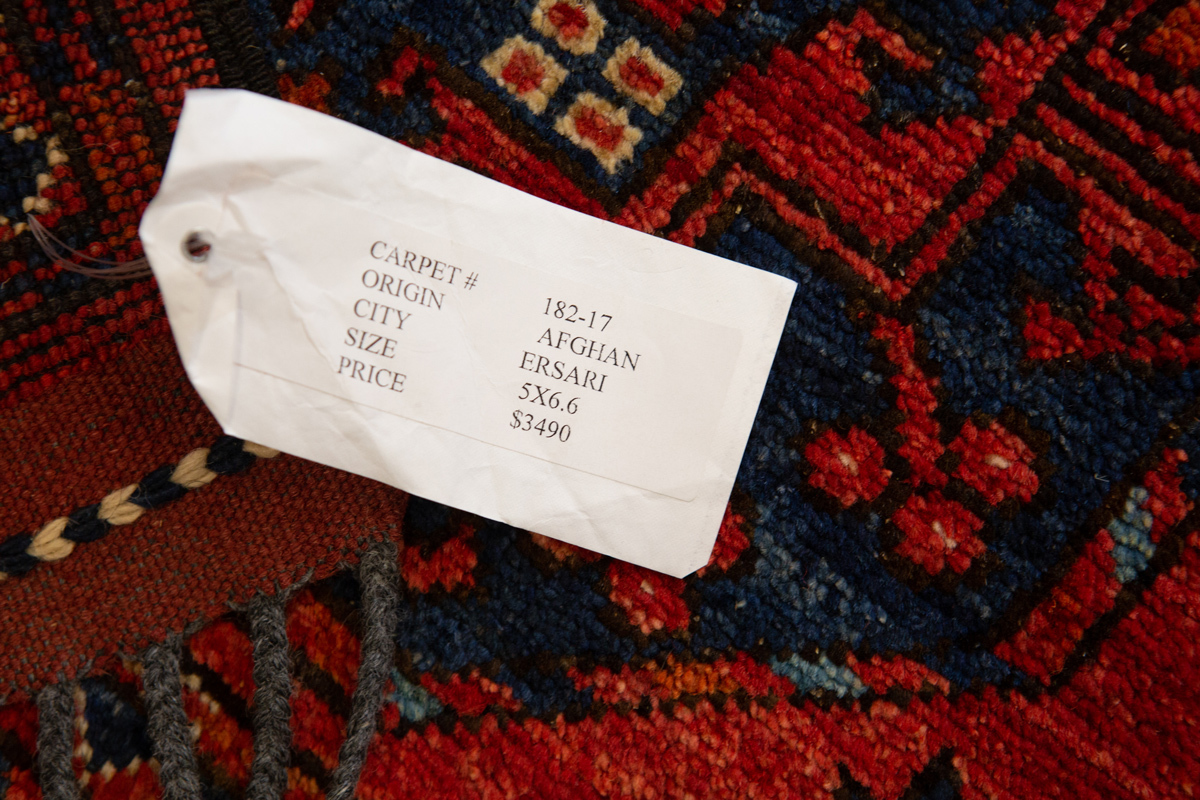 CARPET # 182-17
ORIGIN AFGHAN
CITY ERSARI
SIZE 5X6.6
PRICE $3490